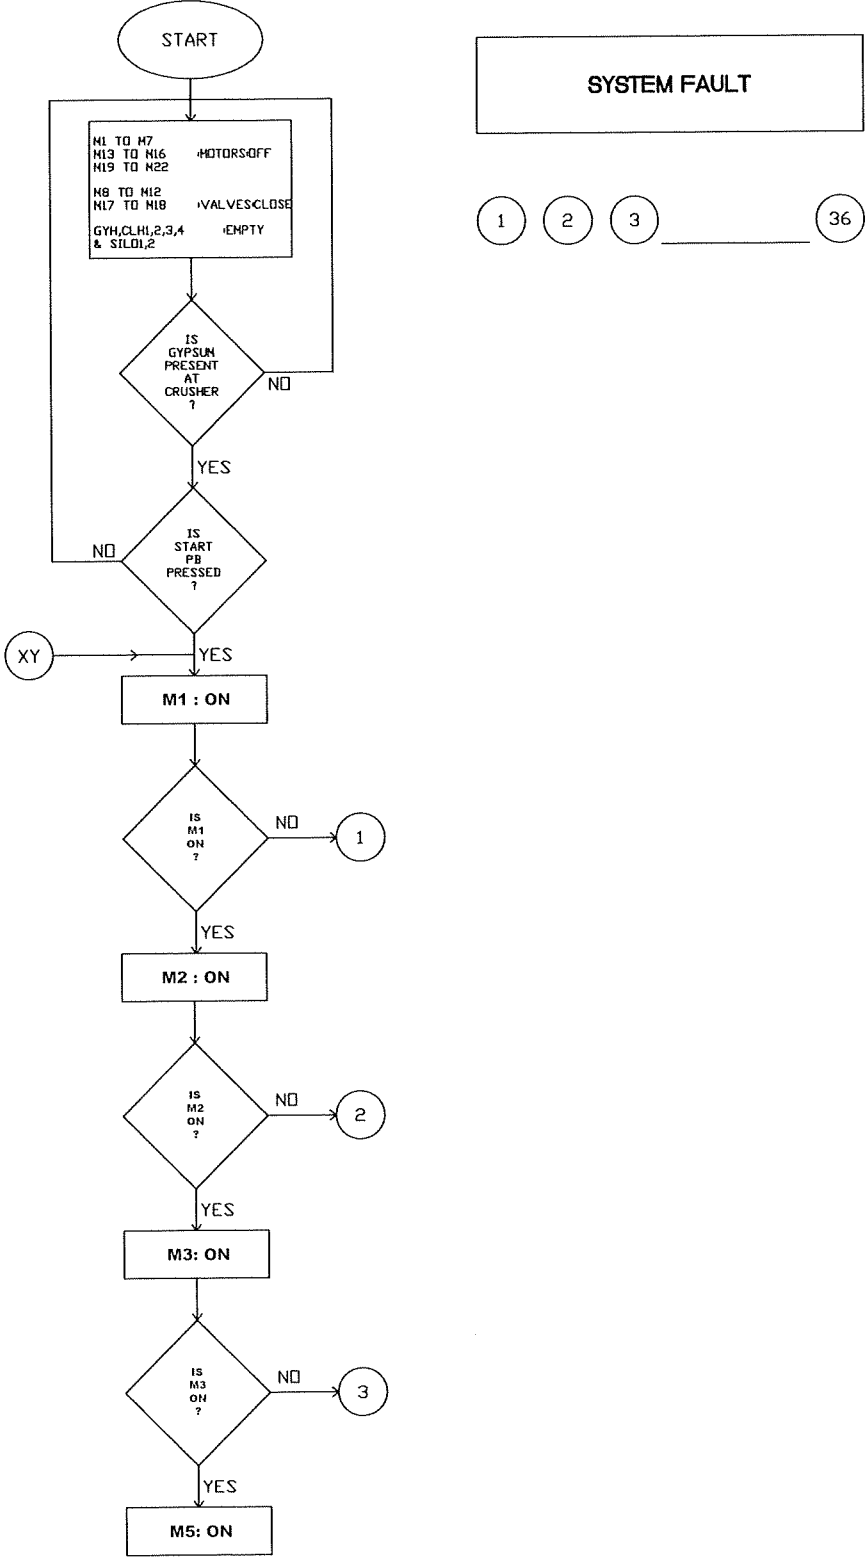 START
SYSTEM FAULT
M1 TO M7
M13 TO M16 :MOTORS:OFF
M19 TO M22
M8 TO M12
M17 TO M18 :VALVES:CLOSE
GYH,CLH1,2,3,4 :EMPTY
& SILO1,2
1 2 3 36
IS
GYPSUN
PRESENT
AT
CRUSHER
?
NO
YES
IS
START
PB
PRESSED
?
NO
XY
YES
M1 : ON
IS
M1
ON
?
NO
1
YES
M2 : ON
IS
M2
ON
?
NO
2
YES
M3: ON
IS
M3
ON
?
NO
3
YES
M5: ON